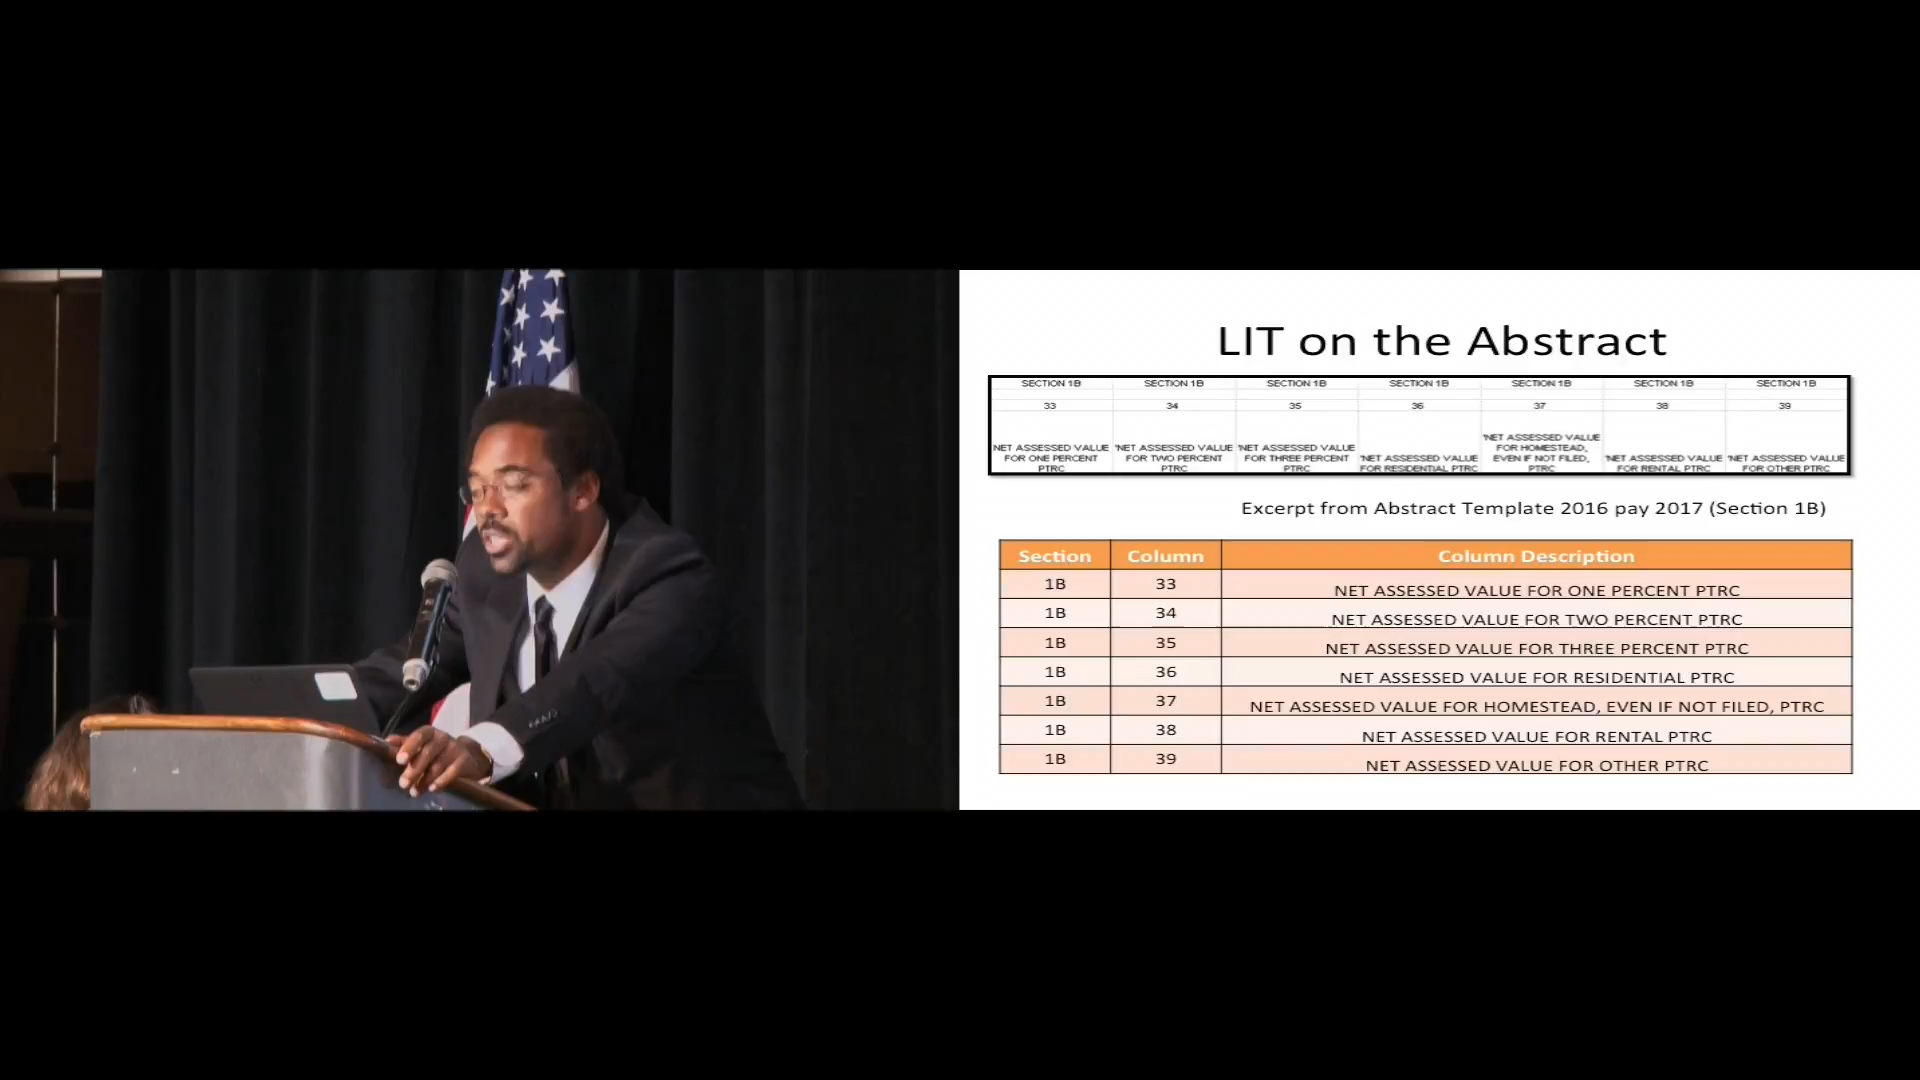 LIT on the Abstract
SECTION 1B SECTION 1B SECTION 1B SECTION 1B SECTION 1B SECTION 1B SECTION 1B
33 34 35 36 37 38 39
NET ASSESSED VALUE FOR ONE PERCENT PTRC
'NET ASSESSED VALUE FOR TWO PERCENT PTRC
'NET ASSESSED VALUE FOR THREE PERCENT PTRC
'NET ASSESSED VALUE FOR RESIDENTIAL PTRC
'NET ASSESSED VALUE FOR HOMESTEAD, EVEN IF NOT FILED, PTRC
'NET ASSESSED VALUE FOR RENTAL PTRC
'NET ASSESSED VALUE FOR OTHER PTRC
Excerpt from Abstract Template 2016 pay 2017 (Section 1B)
Section Column Column Description
1B 33 NET ASSESSED VALUE FOR ONE PERCENT PTRC
1B 34 NET ASSESSED VALUE FOR TWO PERCENT PTRC
1B 35 NET ASSESSED VALUE FOR THREE PERCENT PTRC
1B 36 NET ASSESSED VALUE FOR RESIDENTIAL PTRC
1B 37 NET ASSESSED VALUE FOR HOMESTEAD, EVEN IF NOT FILED, PTRC
1B 38 NET ASSESSED VALUE FOR RENTAL PTRC
1B 39 NET ASSESSED VALUE FOR OTHER PTRC